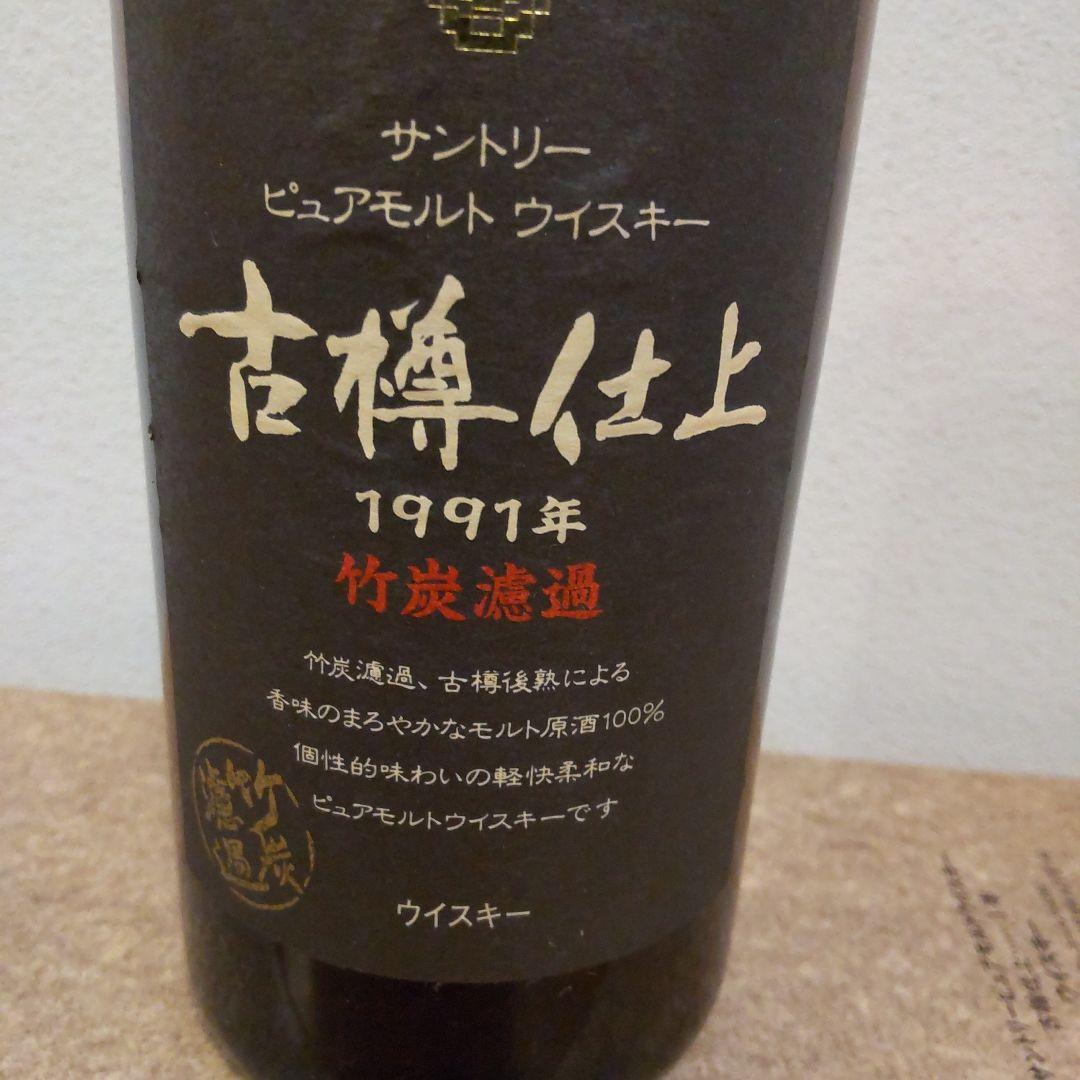 サントリー
ピュアモルト ウイスキー
古樽仕上
1991年
竹炭濾過
竹炭濾過、古樽後熟による
香味のまろやかなモルト原酒100%
個性的味わいの軽快柔和な
ピュアモルトウイスキーです
竹炭
濾過
ウイスキー